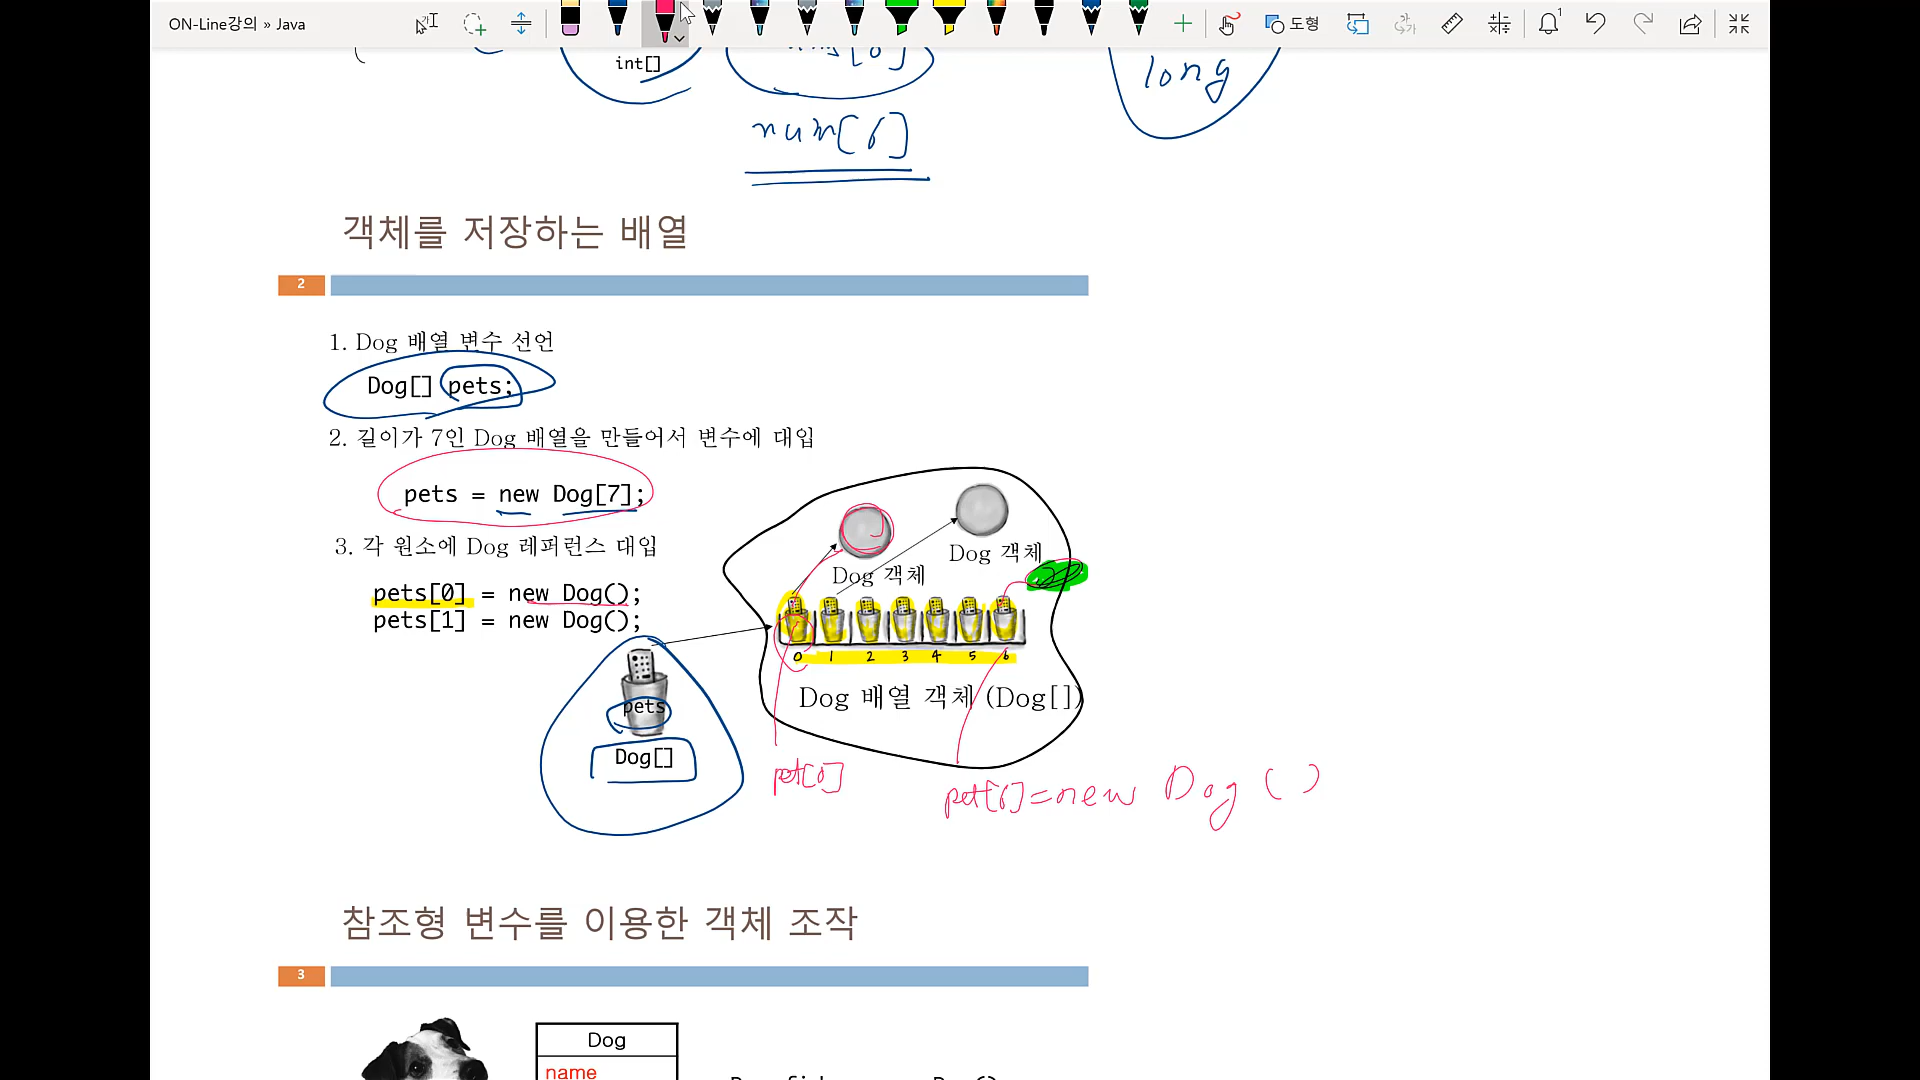 ON-Line강의 » Java
가
도형
int[]
long
num[6]
객체를 저장하는 배열
2
1. Dog 배열 변수 선언
Dog[] pets;
2. 길이가 7인 Dog 배열을 만들어서 변수에 대입
pets = new Dog[7];
3. 각 원소에 Dog 레퍼런스 대입
pets[0] = new Dog();
pets[1] = new Dog();
Dog 객체
Dog 객체
0 1 2 3 4 5 6
Dog 배열 객체 (Dog[])
pets
Dog[]
pet[0]
pet[6]=new Dog ( )
참조형 변수를 이용한 객체 조작
3
Dog
name